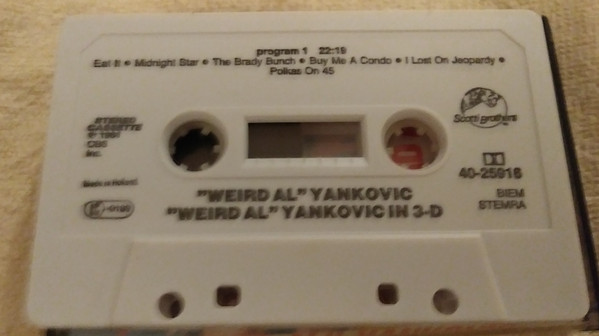 program 1 22:19
Eat It • Midnight Star • The Brady Bunch • Buy Me A Condo • I Lost On Jeopardy •
Polkas On 45
Scotti brothers
STEREO
CASSETTE
℗ 1984
CBS
Inc.
40-25918
Made in Holland
"WEIRD AL" YANKOVIC
BIEM
STEMRA
"WEIRD AL" YANKOVIC IN 3-D